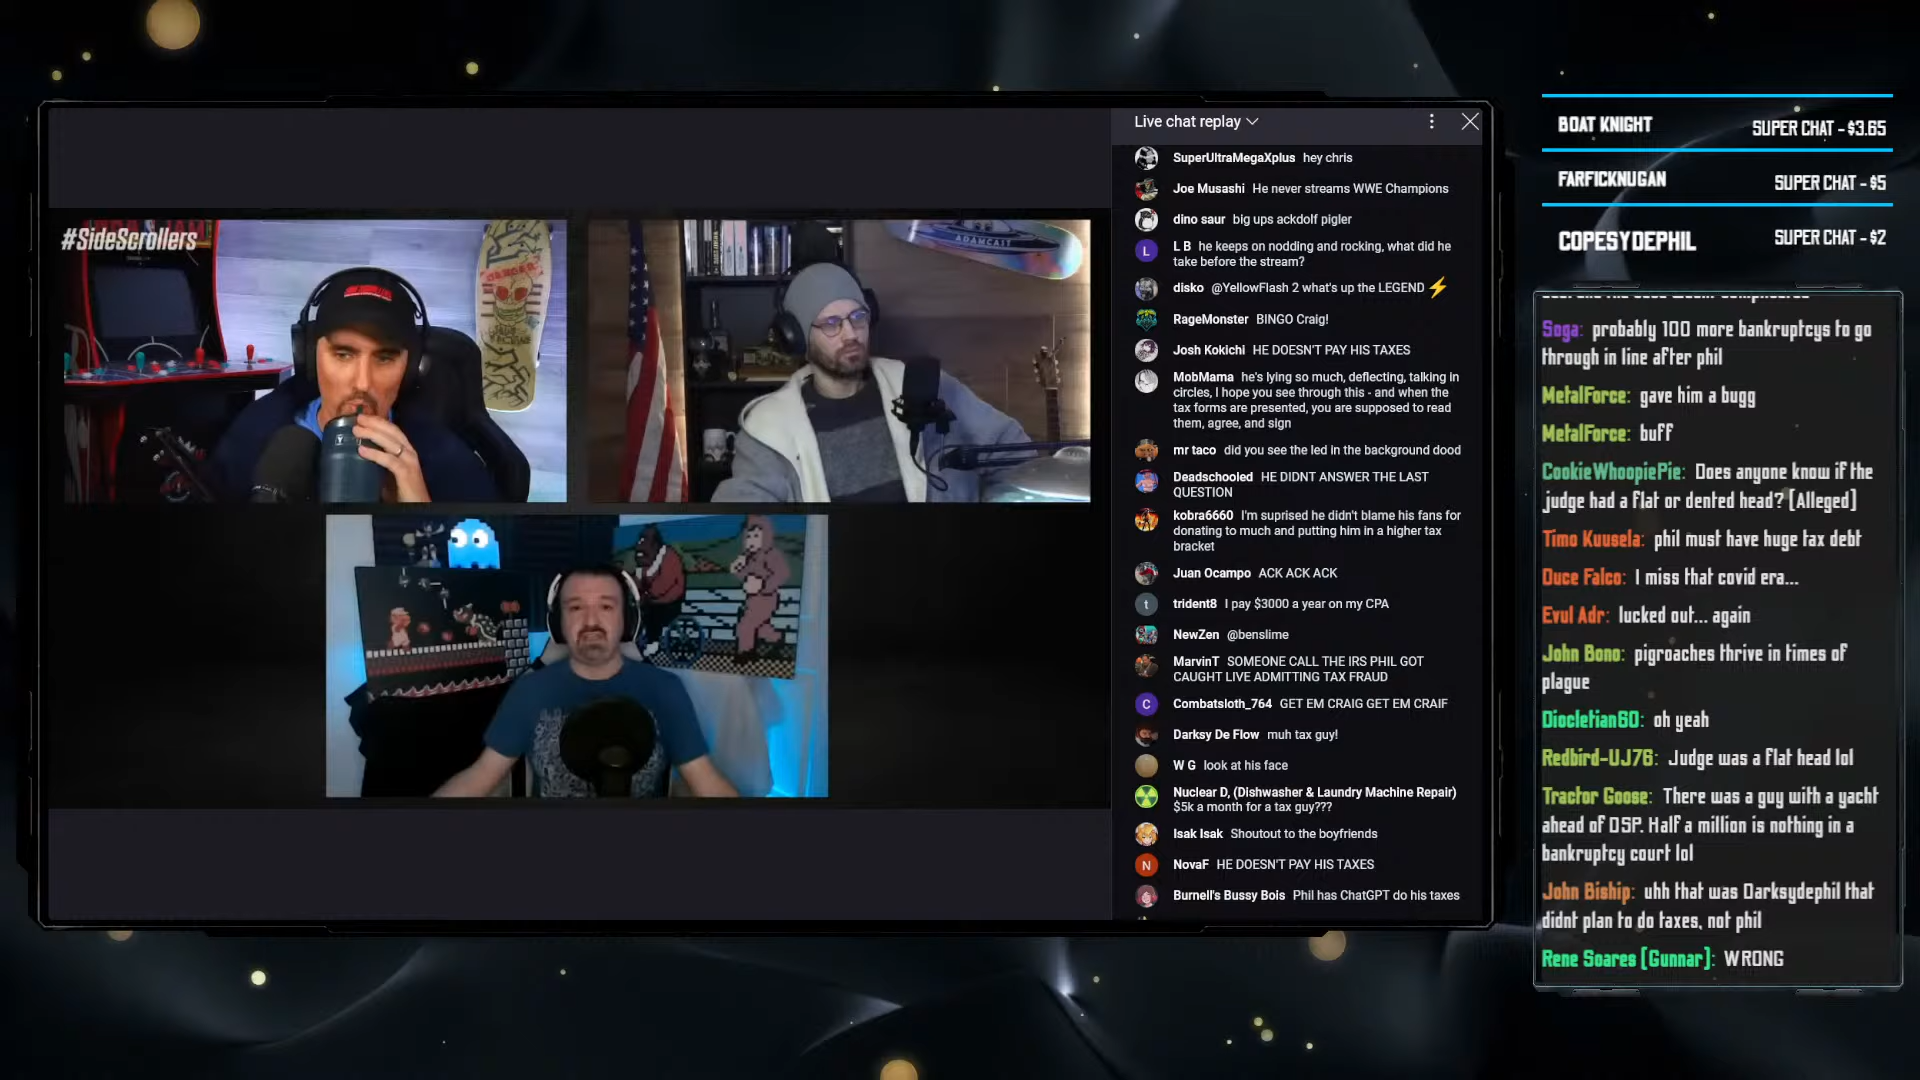 #SideScrollers
ADAMCAST
DANGER
Live chat replay
SuperUltraMegaXplus hey chris
Joe Musashi He never streams WWE Champions
dino saur big ups ackdolf pigler
L
L B he keeps on nodding and rocking, what did he
take before the stream?
disko @YellowFlash 2 what's up the LEGEND ⚡
RageMonster BINGO Craig!
Josh Kokichi HE DOESN'T PAY HIS TAXES
MobMama he's lying so much, deflecting, talking in
circles, I hope you see through this - and when the
tax forms are presented, you are supposed to read
them, agree, and sign
mr taco did you see the led in the background dood
Deadschooled HE DIDNT ANSWER THE LAST
QUESTION
kobra6660 I'm suprised he didn't blame his fans for
donating to much and putting him in a higher tax
bracket
Juan Ocampo ACK ACK ACK
t
trident8 I pay $3000 a year on my CPA
NewZen @benslime
MarvinT SOMEONE CALL THE IRS PHIL GOT
CAUGHT LIVE ADMITTING TAX FRAUD
C
Combatsloth_764 GET EM CRAIG GET EM CRAIF
Darksy De Flow muh tax guy!
W G look at his face
Nuclear D, (Dishwasher & Laundry Machine Repair)
$5k a month for a tax guy???
Isak Isak Shoutout to the boyfriends
N
NovaF HE DOESN'T PAY HIS TAXES
Burnell's Bussy Bois Phil has ChatGPT do his taxes
BOAT KNIGHT SUPER CHAT - $3.65
FARFICKNUGAN SUPER CHAT - $5
COPESYDEPHIL SUPER CHAT - $2
Soga: probably 100 more bankruptcys to go
through in line after phil
MetalForce: gave him a bugg
MetalForce: buff
CookieWhoopiePie: Does anyone know if the
judge had a flat or dented head? [Alleged]
Timo Kuusela: phil must have huge tax debt
Duce Falco: I miss that covid era...
Evul Adr: lucked out... again
John Bono: pigroaches thrive in times of
plague
Diocletian60: oh yeah
Redbird-UJ76: Judge was a flat head lol
Tractor Goose: There was a guy with a yacht
ahead of DSP. Half a million is nothing in a
bankruptcy court lol
John Biship: uhh that was Darksydephil that
didnt plan to do taxes, not phil
Rene Soares [Gunnar]: WRONG